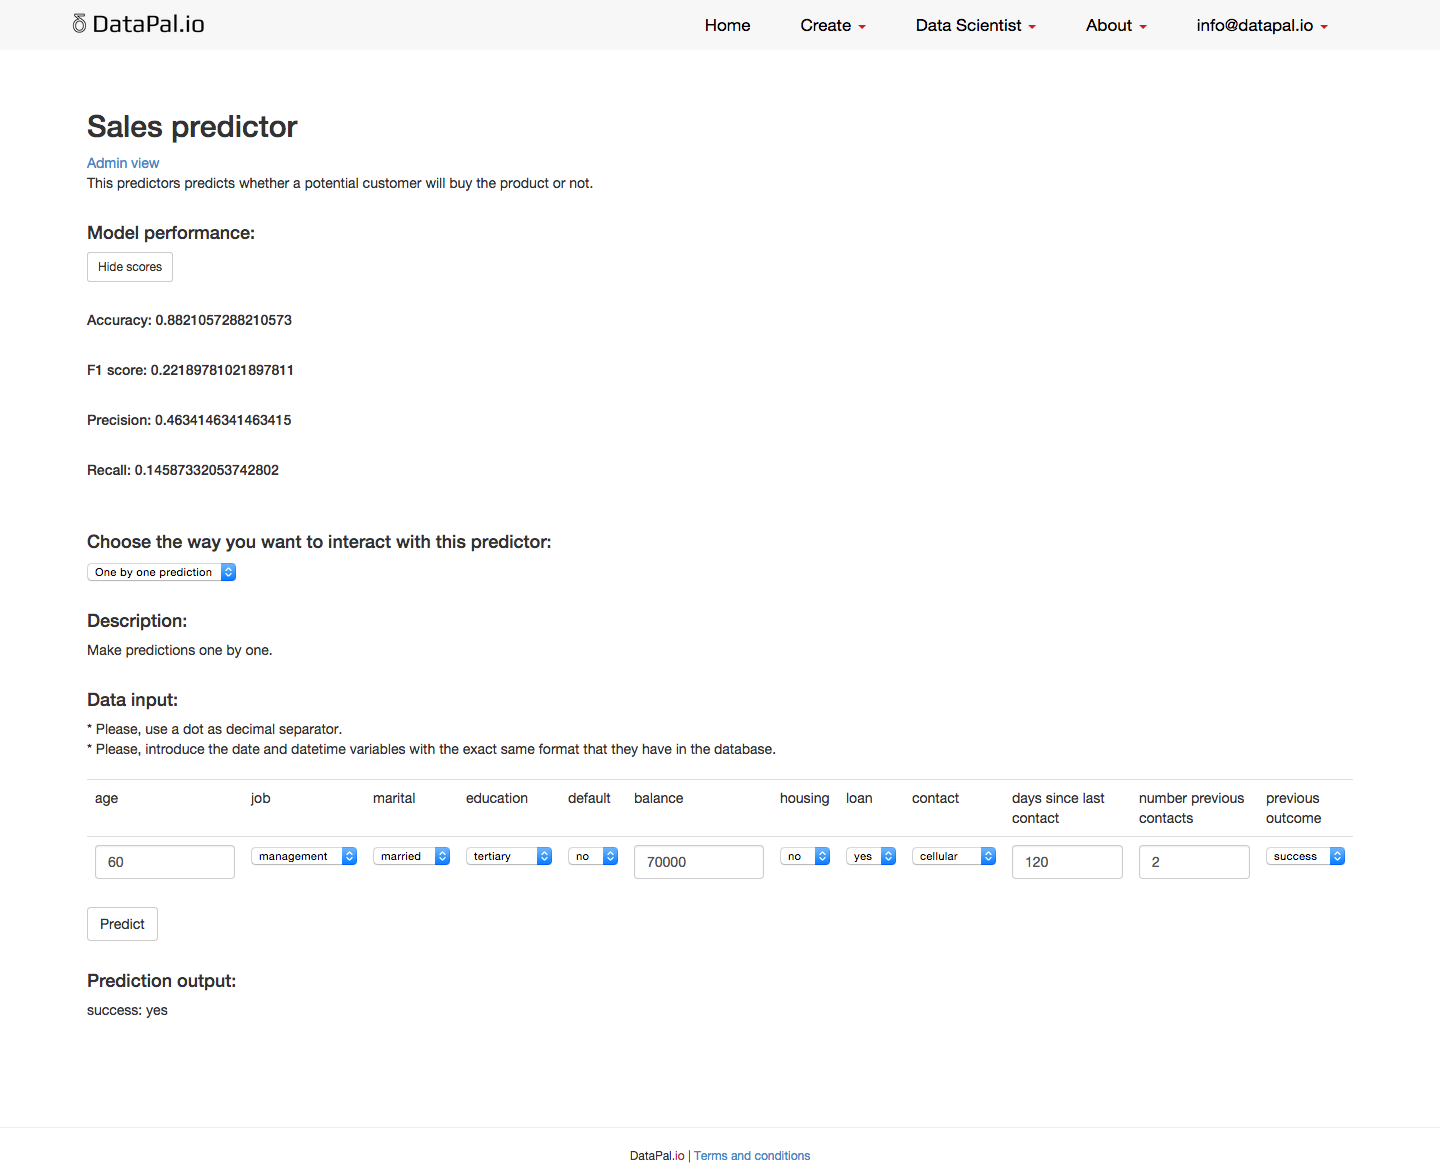 DataPal.io
Home Create Data Scientist About info@datapal.io
Sales predictor
Admin view
This predictors predicts whether a potential customer will buy the product or not.
Model performance:
Hide scores
Accuracy: 0.8821057288210573
F1 score: 0.22189781021897811
Precision: 0.4634146341463415
Recall: 0.14587332053742802
Choose the way you want to interact with this predictor:
One by one prediction
Description:
Make predictions one by one.
Data input:
* Please, use a dot as decimal separator.
* Please, introduce the date and datetime variables with the exact same format that they have in the database.
age job marital education default balance housing loan contact days since last contact number previous contacts previous outcome
60 management married tertiary no 70000 no yes cellular 120 2 success
Predict
Prediction output:
success: yes
DataPal.io | Terms and conditions